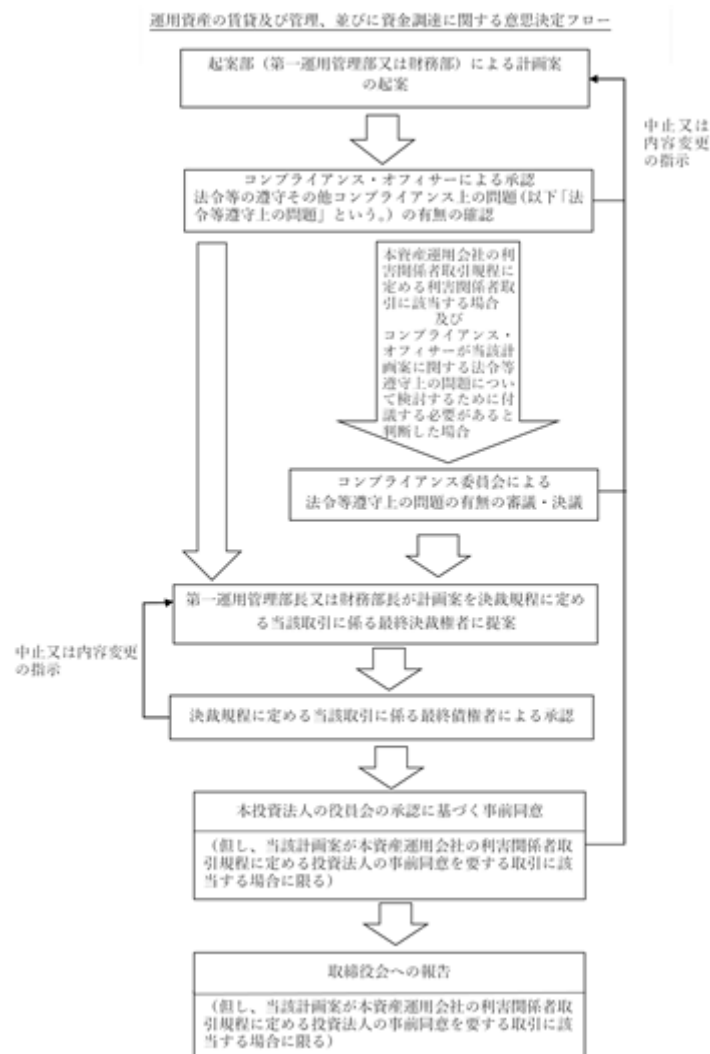 運用資産の賃貸及び管理、並びに資金調達に関する意思決定フロー
起案部（第一運用管理部又は財務部）による計画案
の起案
中止又は
内容変更
の指示
コンプライアンス・オフィサーによる承認
法令等の遵守その他コンプライアンス上の問題（以下「法
令等遵守上の問題」という。）の有無の確認
本資産運用会社の利
害関係者取引規程に
定める利害関係者取
引に該当する場合
及び
コンプライアンス・
オフィサーが当該計
画案に関する法令等
遵守上の問題につい
て検討するために付
議する必要があると
判断した場合
コンプライアンス委員会による
法令等遵守上の問題の有無の審議・決議
第一運用管理部長又は財務部長が計画案を決裁規程に定め
る当該取引に係る最終決裁権者に提案
中止又は内容変更
の指示
決裁規程に定める当該取引に係る最終債権者による承認
本投資法人の役員会の承認に基づく事前同意
（但し、当該計画案が本資産運用会社の利害関係者取
引規程に定める投資法人の事前同意を要する取引に該
当する場合に限る）
取締役会への報告
（但し、当該計画案が本資産運用会社の利害関係者取
引規程に定める投資法人の事前同意を要する取引に該
当する場合に限る）